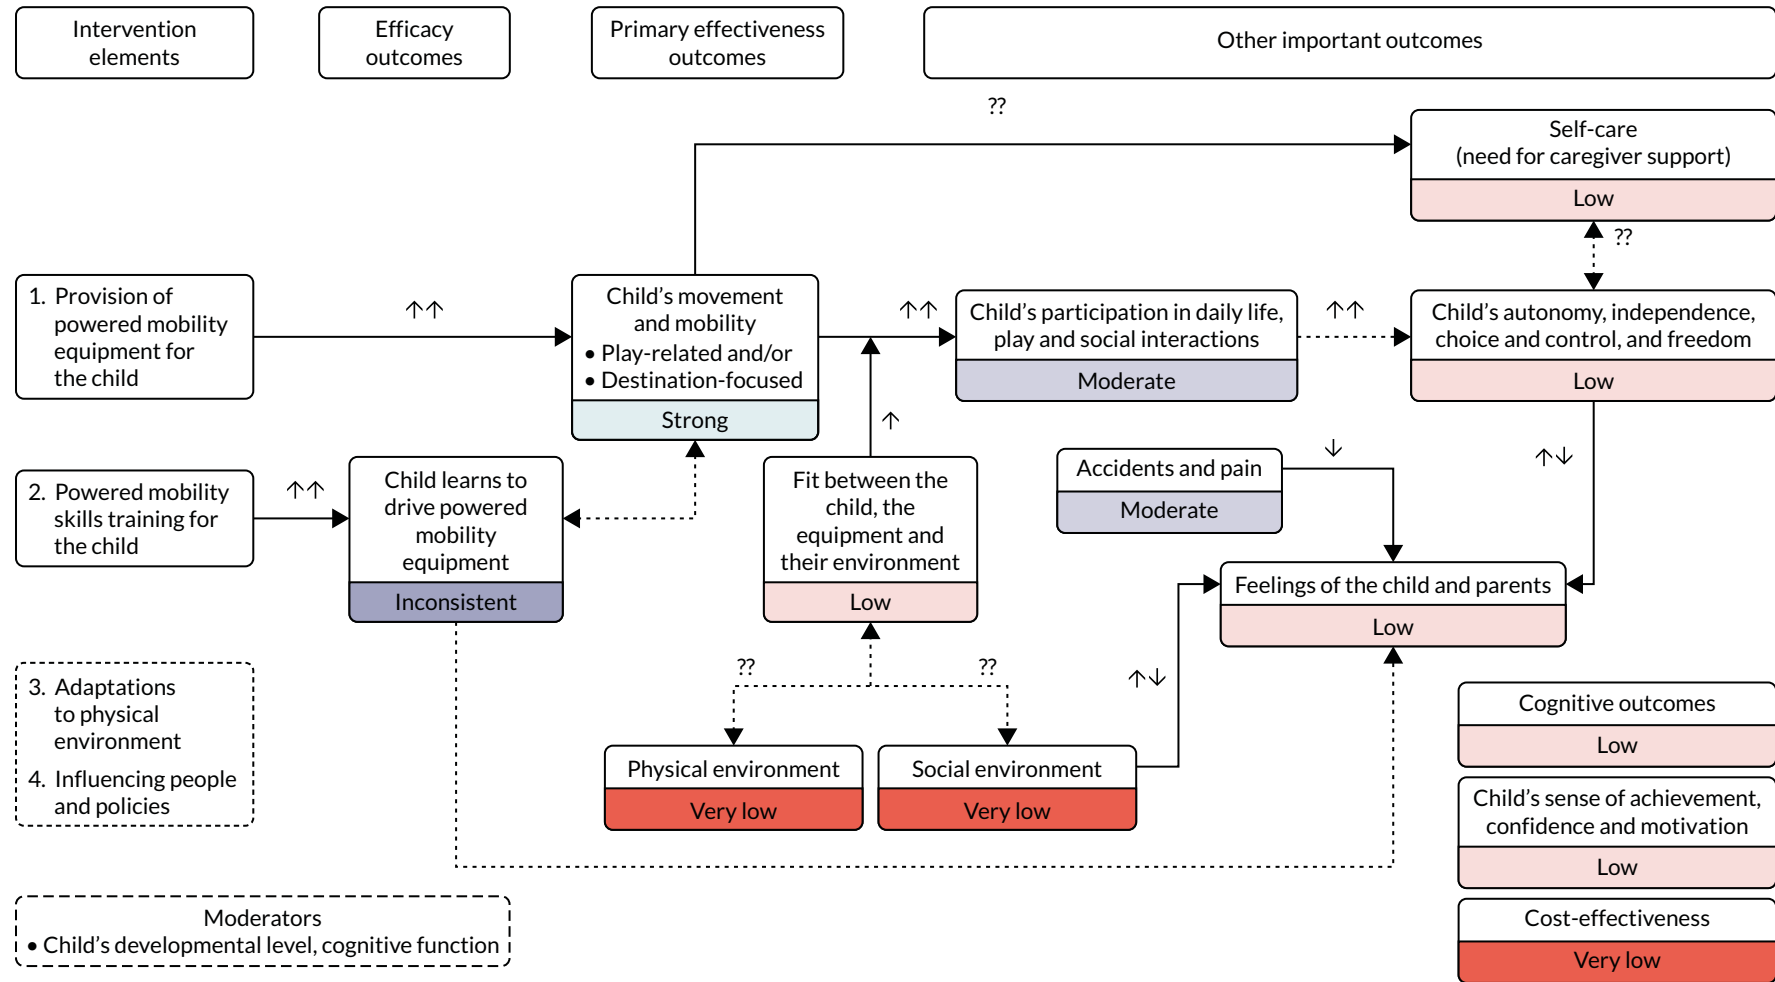 Intervention
elements
Efficacy
outcomes
Primary effectiveness
outcomes
Other important outcomes
??
Self-care
(need for caregiver support)
Low
??
1. Provision of
powered mobility
equipment for
the child
↑↑
Child’s movement
and mobility
• Play-related and/or
• Destination-focused
Strong
↑↑
Child’s participation in daily life,
play and social interactions
Moderate
↑↑
Child’s autonomy, independence,
choice and control, and freedom
Low
2. Powered mobility
skills training for
the child
↑↑
Child learns to
drive powered
mobility
equipment
Inconsistent
↑
Fit between the
child, the
equipment and
their environment
Low
Accidents and pain
Moderate
↓
↑↓
Feelings of the child and parents
Low
3. Adaptations
to physical
environment
4. Influencing people
and policies
??
??
↑↓
Physical environment
Very low
Social environment
Very low
Cognitive outcomes
Low
Child’s sense of achievement,
confidence and motivation
Low
Cost-effectiveness
Very low
Moderators
• Child’s developmental level, cognitive function